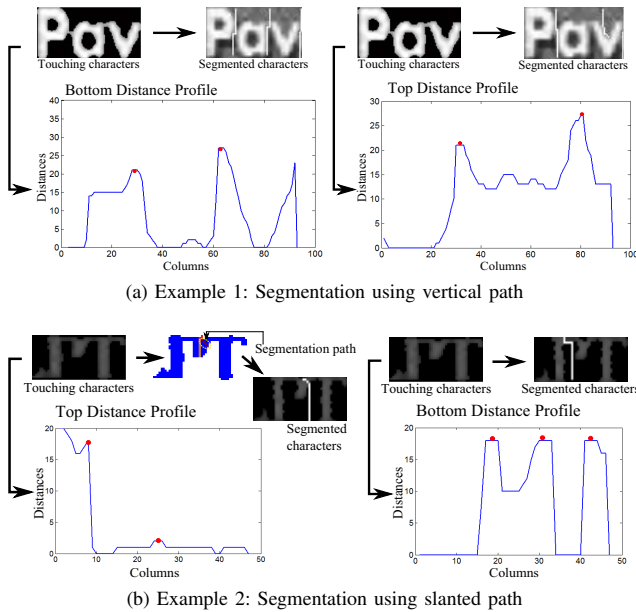 Pav Pav Pav Pav
Touching characters Segmented characters Touching characters Segmented characters
Bottom Distance Profile Top Distance Profile
Distances
40
35
30
25
20
15
10
5
0
0 20 40 60 80 100
Columns
Distances
30
25
20
15
10
5
0
0 20 40 60 80 100
Columns
(a) Example 1: Segmentation using vertical path
Segmentation path
Touching characters
Segmented
characters
Top Distance Profile
Distances
20
15
10
5
0
0 10 20 30 40 50
Columns
Touching characters Segmented characters
Bottom Distance Profile
Distances
20
15
10
5
0
0 10 20 30 40 50
Columns
(b) Example 2: Segmentation using slanted path